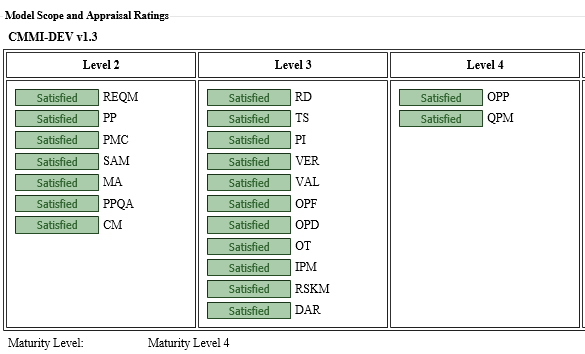 Model Scope and Appraisal Ratings
CMMI-DEV v1.3
Level 2 Level 3 Level 4
Satisfied REQM Satisfied RD Satisfied OPP
Satisfied PP Satisfied TS Satisfied QPM
Satisfied PMC Satisfied PI
Satisfied SAM Satisfied VER
Satisfied MA Satisfied VAL
Satisfied PPQA Satisfied OPF
Satisfied CM Satisfied OPD
Satisfied OT
Satisfied IPM
Satisfied RSKM
Satisfied DAR
Maturity Level: Maturity Level 4